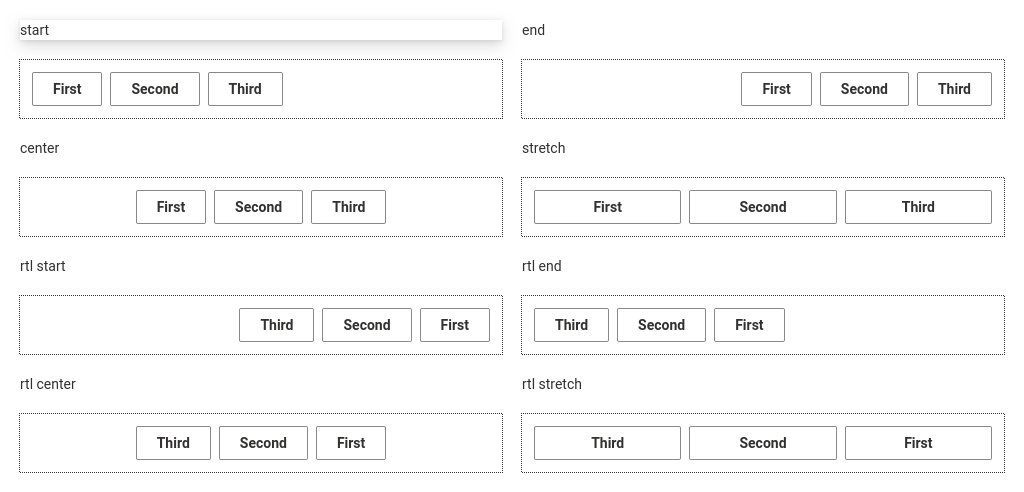 start
First Second Third
end
First Second Third
center
First Second Third
stretch
First Second Third
rtl start
Third Second First
rtl end
Third Second First
rtl center
Third Second First
rtl stretch
Third Second First